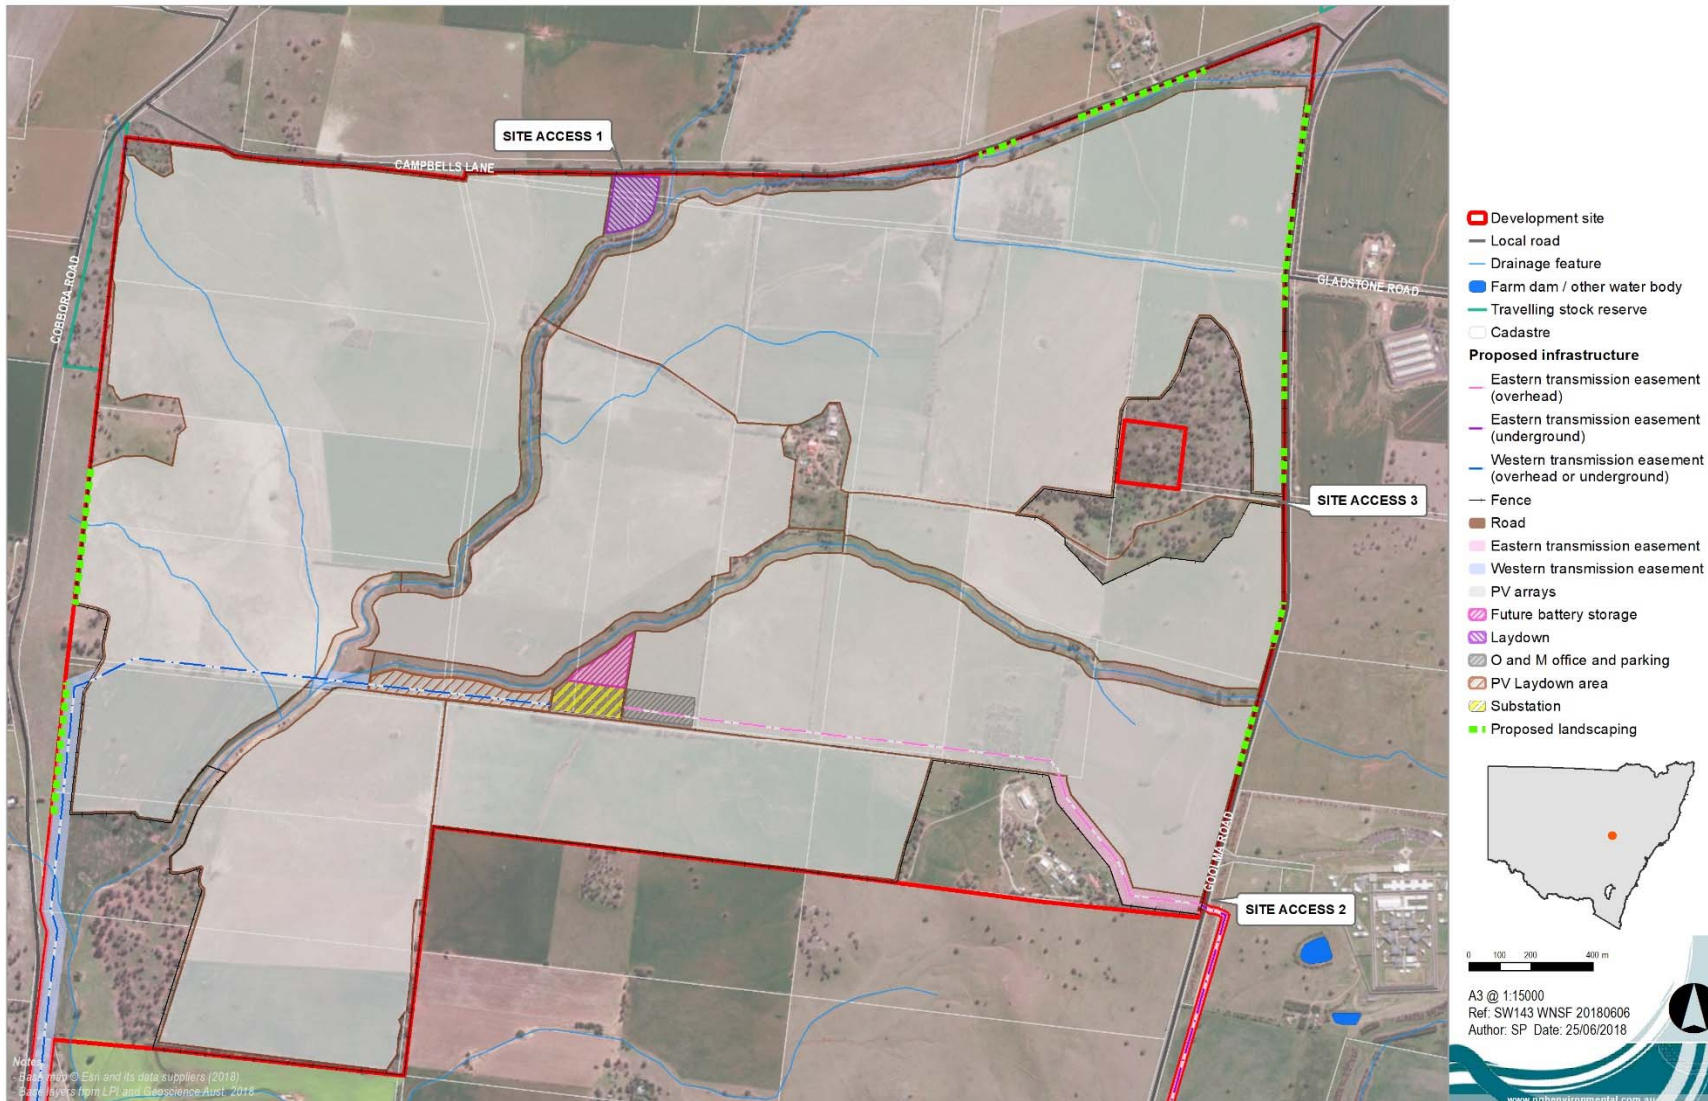 SITE ACCESS 1
CAMPBELLS LANE
COBBORA ROAD
GLADSTONE ROAD
SITE ACCESS 3
GOOLMA ROAD
SITE ACCESS 2
Notes
- Base map © Esri and its data suppliers (2018)
- Base layers from LPI and Geoscience Aust. 2018
Development site
Local road
Drainage feature
Farm dam / other water body
Travelling stock reserve
Cadastre
Proposed infrastructure
Eastern transmission easement
(overhead)
Eastern transmission easement
(underground)
Western transmission easement
(overhead or underground)
Fence
Road
Eastern transmission easement
Western transmission easement
PV arrays
Future battery storage
Laydown
O and M office and parking
PV Laydown area
Substation
Proposed landscaping
0 100 200 400 m
A3 @ 1:15000
Ref: SW143 WNSF 20180606
Author: SP Date: 25/06/2018
www.nghenvironmental.com.au